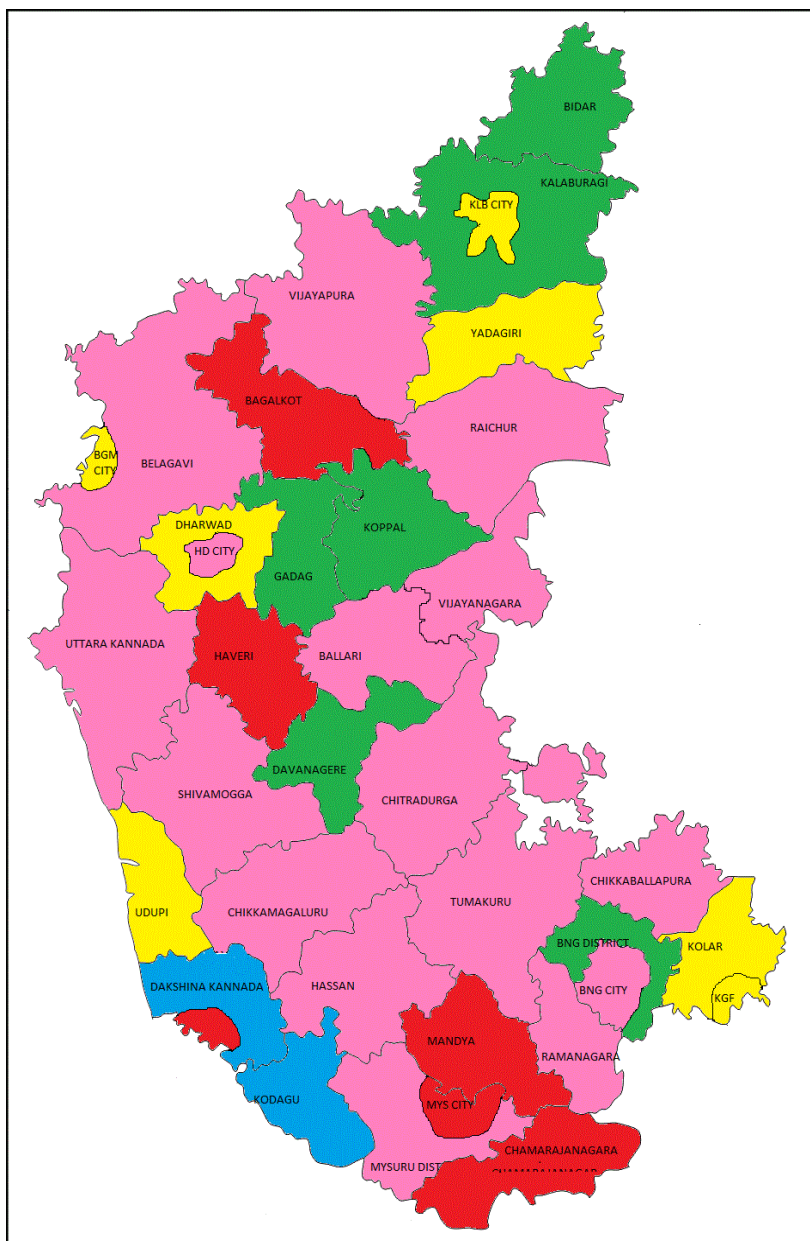 BIDAR
KALABURAGI
KLB CITY
VIJAYAPURA
YADAGIRI
BAGALKOT
RAICHUR
BGM
CITY
BELAGAVI
DHARWAD
HD CITY
KOPPAL
GADAG
VIJAYANAGARA
UTTARA KANNADA
HAVERI
BALLARI
DAVANAGERE
SHIVAMOGGA
CHITRADURGA
CHIKKABALLAPURA
TUMAKURU
UDUPI
CHIKKAMAGALURU
BNG DISTRICT
KOLAR
DAKSHINA KANNADA
HASSAN
BNG CITY
KGF
MANDYA
RAMANAGARA
KODAGU
MYS CITY
CHAMARAJANAGARA
MYSURU DIST